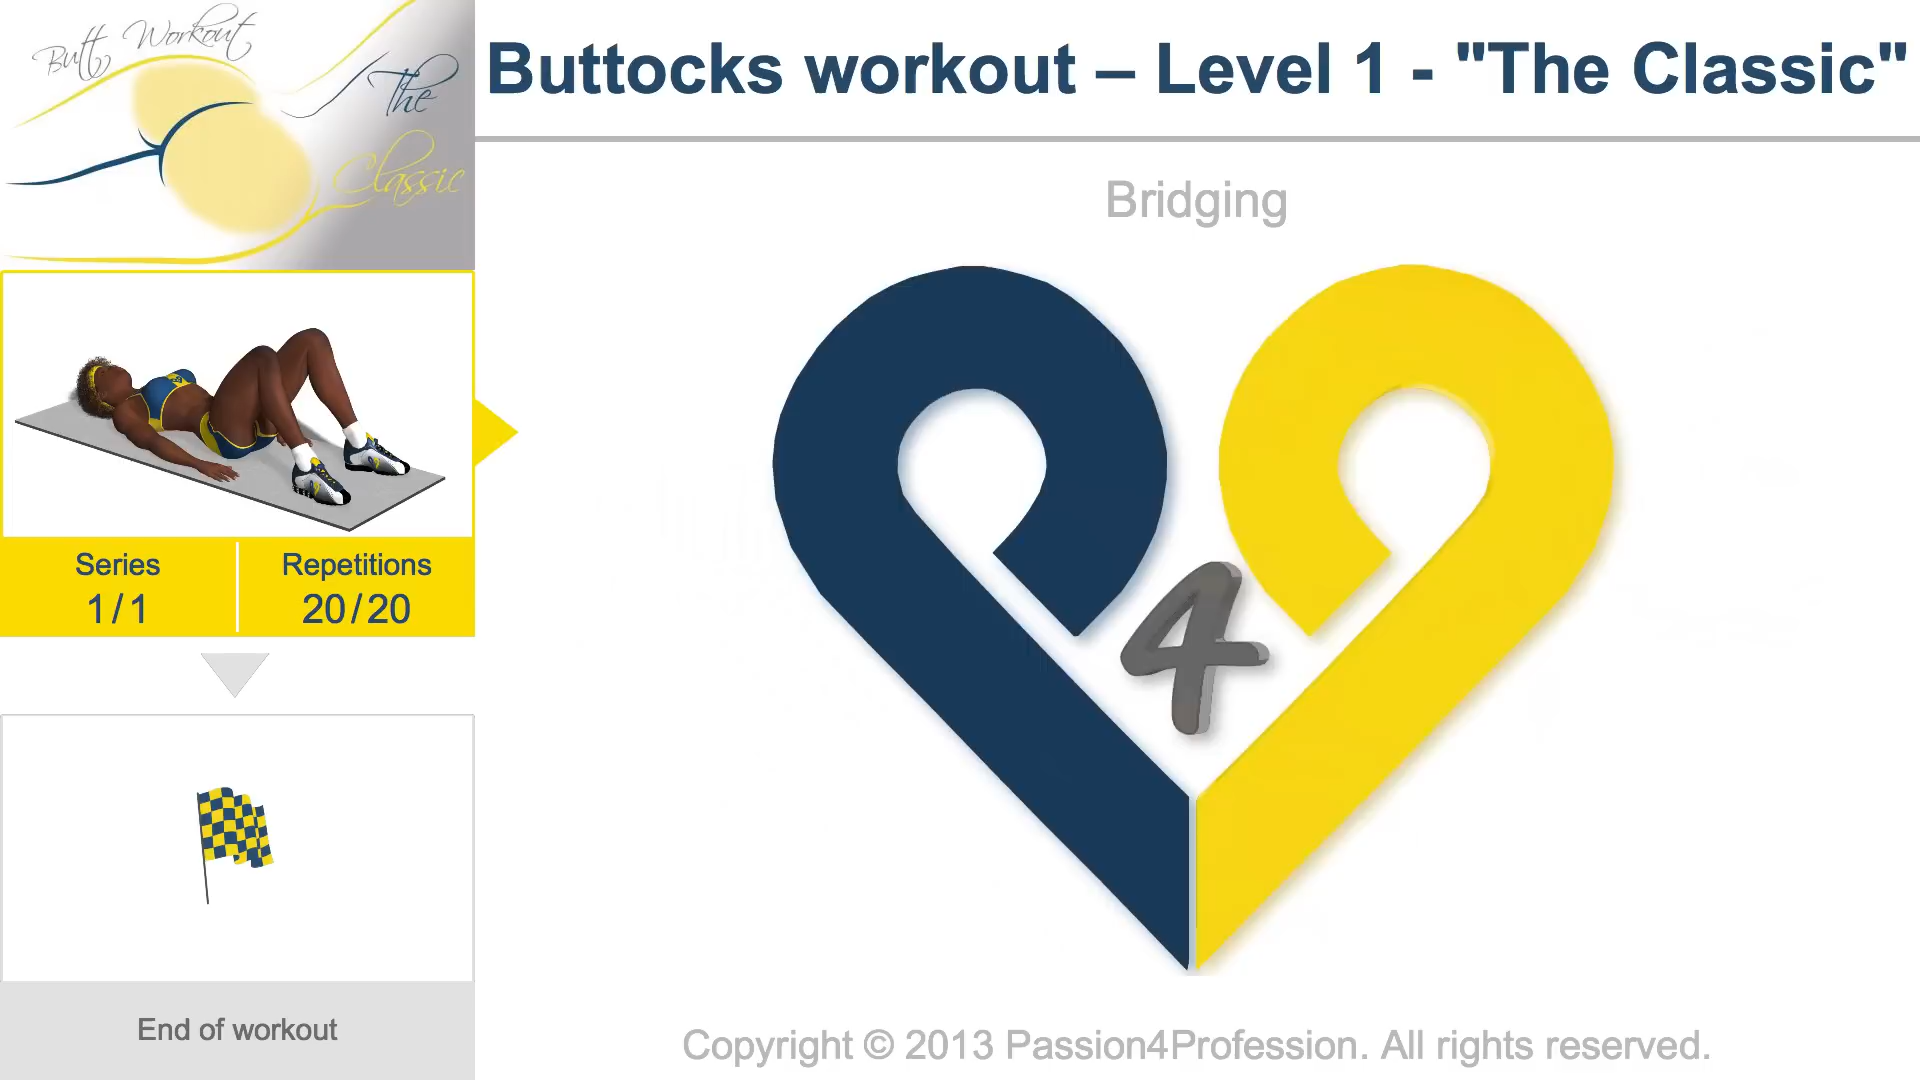 Butt Workout
The
Classic
Buttocks workout – Level 1 - "The Classic"
Bridging
Series
1/1
Repetitions
20/20
4
End of workout
Copyright © 2013 Passion4Profession. All rights reserved.